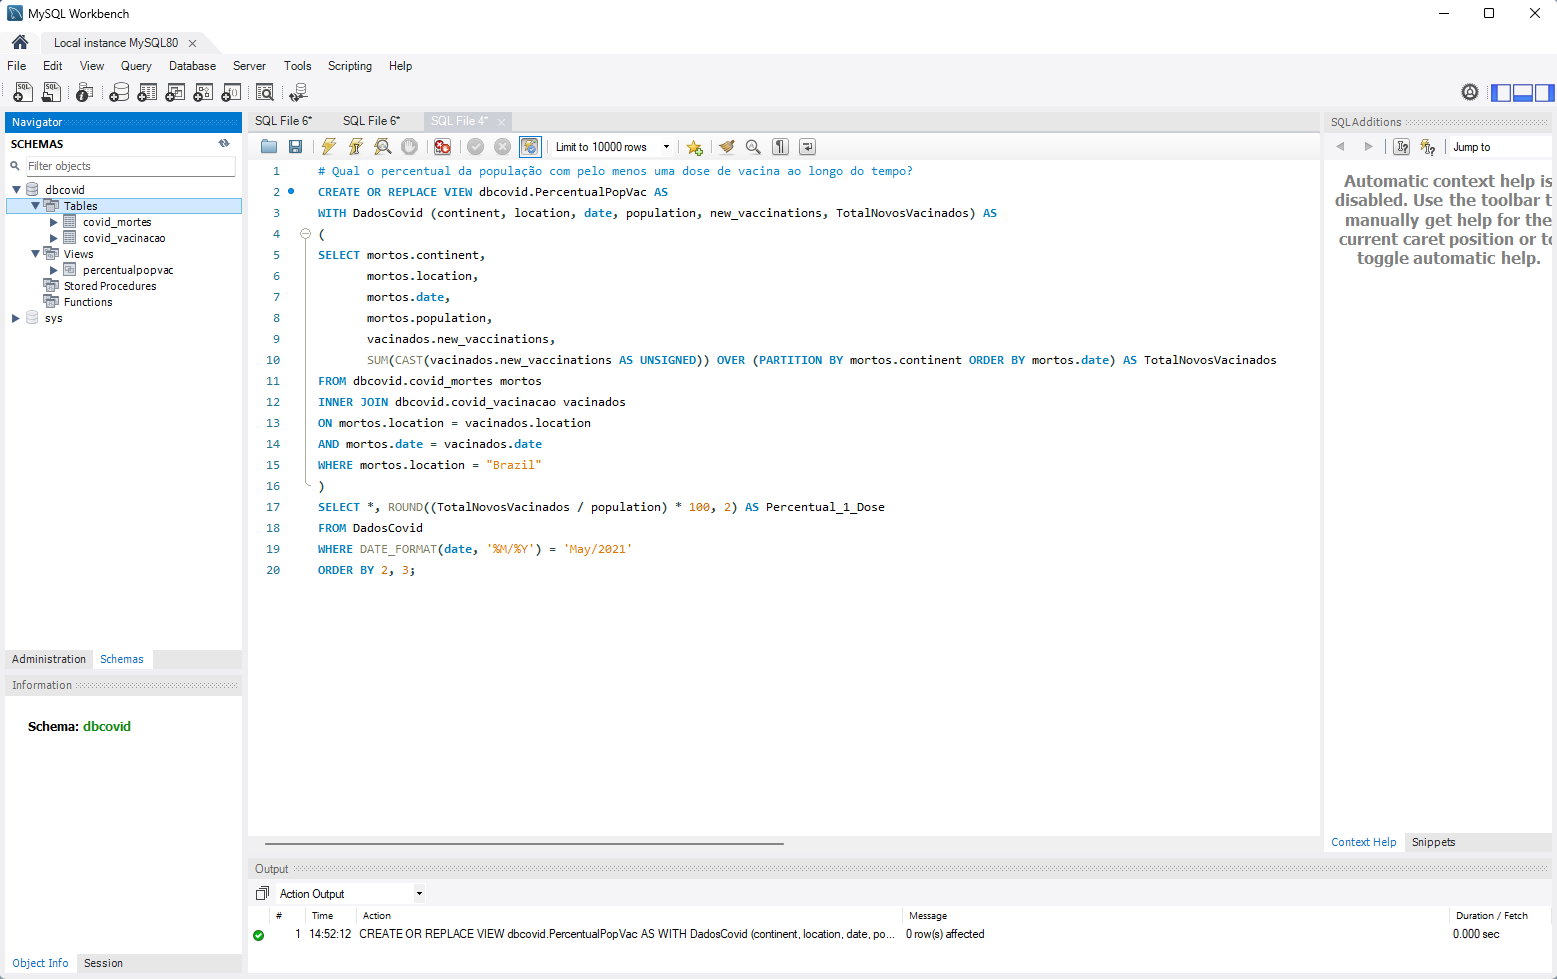 MySQL Workbench
Local instance MySQL80
File Edit View Query Database Server Tools Scripting Help
Navigator
SCHEMAS
Filter objects
dbcovid
Tables
covid_mortes
covid_vacinacao
Views
percentualpopvac
Stored Procedures
Functions
sys
Administration Schemas
Information
Schema: dbcovid
Object Info Session
SQL File 6* SQL File 6* SQL File 4*
Limit to 10000 rows
1 # Qual o percentual da população com pelo menos uma dose de vacina ao longo do tempo?
2 CREATE OR REPLACE VIEW dbcovid.PercentualPopVac AS
3 WITH DadosCovid (continent, location, date, population, new_vaccinations, TotalNovosVacinados) AS
4 (
5 SELECT mortos.continent,
6 mortos.location,
7 mortos.date,
8 mortos.population,
9 vacinados.new_vaccinations,
10 SUM(CAST(vacinados.new_vaccinations AS UNSIGNED)) OVER (PARTITION BY mortos.continent ORDER BY mortos.date) AS TotalNovosVacinados
11 FROM dbcovid.covid_mortes mortos
12 INNER JOIN dbcovid.covid_vacinacao vacinados
13 ON mortos.location = vacinados.location
14 AND mortos.date = vacinados.date
15 WHERE mortos.location = "Brazil"
16 )
17 SELECT *, ROUND((TotalNovosVacinados / population) * 100, 2) AS Percentual_1_Dose
18 FROM DadosCovid
19 WHERE DATE_FORMAT(date, '%M/%Y') = 'May/2021'
20 ORDER BY 2, 3;
SQLAdditions
Jump to
Automatic context help is
disabled. Use the toolbar t
manually get help for the
current caret position or to
toggle automatic help.
Context Help Snippets
Output
Action Output
# Time Action Message Duration / Fetch
1 14:52:12 CREATE OR REPLACE VIEW dbcovid.PercentualPopVac AS WITH DadosCovid (continent, location, date, po... 0 row(s) affected 0.000 sec